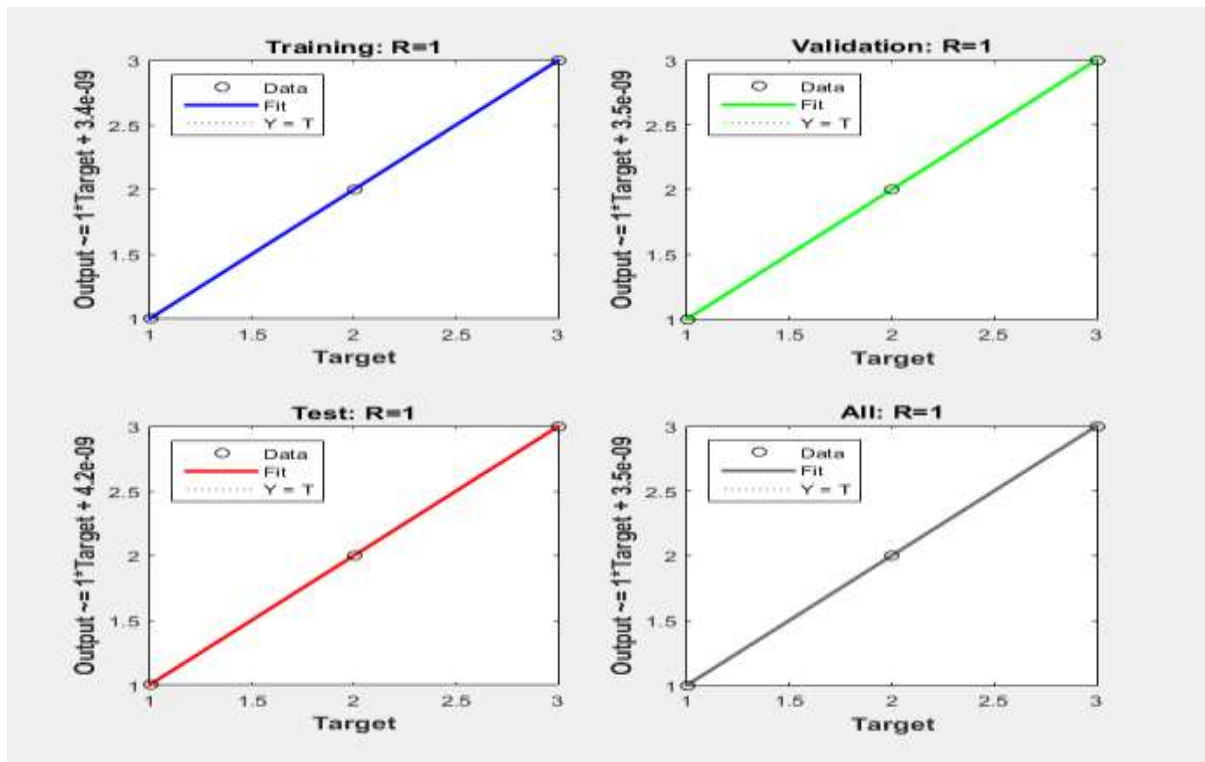 Training: R=1
Output ~= 1*Target + 3.4e-09
Data
Fit
Y = T
3
2.5
2
1.5
1
1 1.5 2 2.5 3
Target
Validation: R=1
Output ~= 1*Target + 3.5e-09
Data
Fit
Y = T
3
2.5
2
1.5
1
1 1.5 2 2.5 3
Target
Test: R=1
Output ~= 1*Target + 4.2e-09
Data
Fit
Y = T
3
2.5
2
1.5
1
1 1.5 2 2.5 3
Target
All: R=1
Output ~= 1*Target + 3.5e-09
Data
Fit
Y = T
3
2.5
2
1.5
1
1 1.5 2 2.5 3
Target